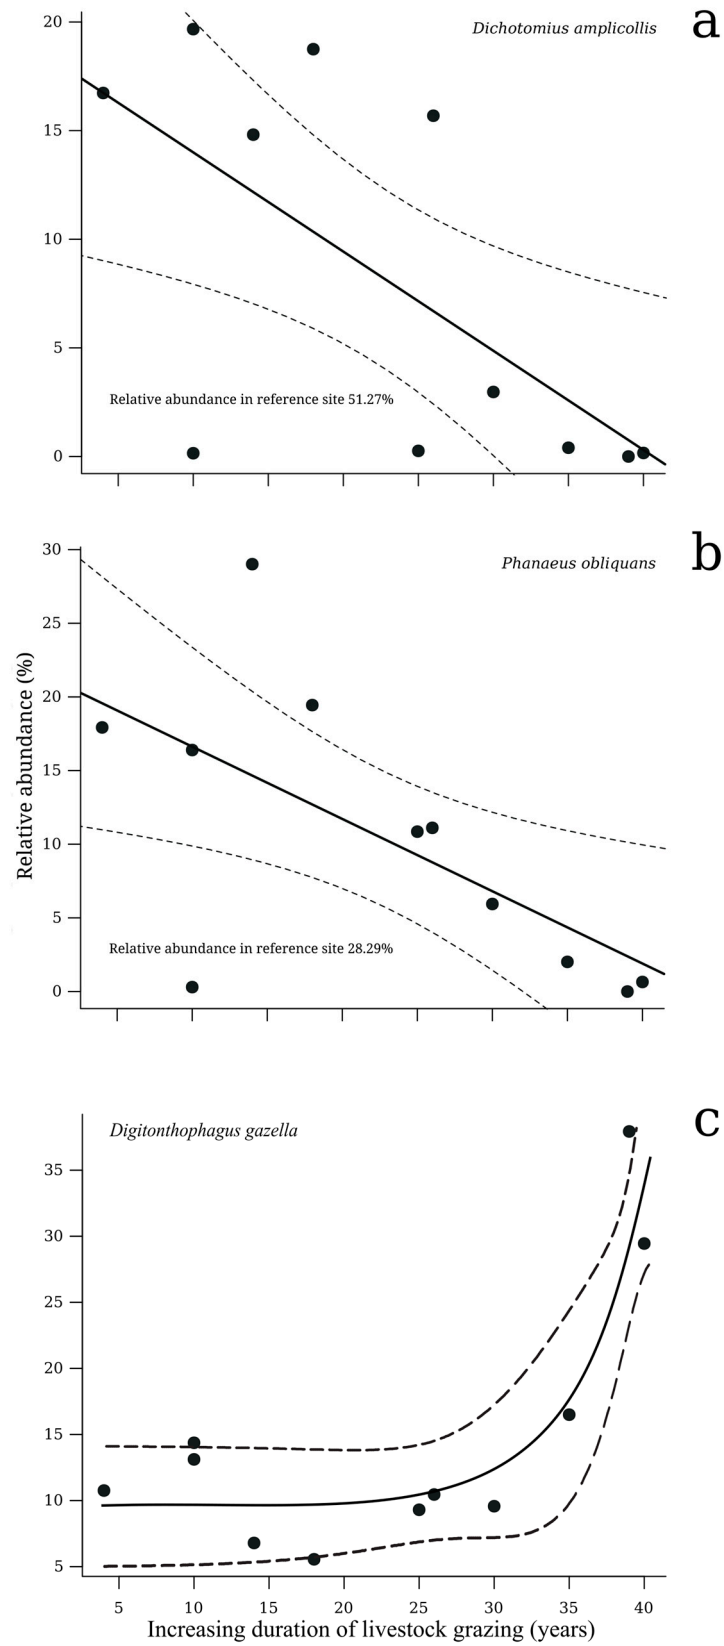 a
Dichotomius amplicollis
20
15
10
5
0
Relative abundance in reference site 51.27%
b
Phanaeus obliquans
Relative abundance (%)
30
25
20
15
10
5
0
Relative abundance in reference site 28.29%
c
Digitonthophagus gazella
35
30
25
20
15
10
5
5 10 15 20 25 30 35 40
Increasing duration of livestock grazing (years)